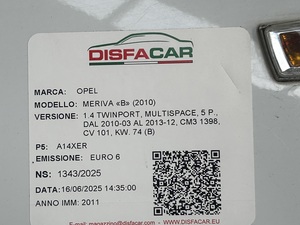 DISFACAR
MARCA: OPEL
MODELLO: MERIVA «B» (2010)
VERSIONE: 1.4 TWINPORT, MULTISPACE, 5 P.,
DAL 2010-03 AL 2013-12, CM3 1398,
CV 101, KW. 74 (B)
P5: A14XER
EMISSIONE: EURO 6
NS: 1343/2025
DATA: 16/06/2025 14:35:00
ANNO IMM: 2011
WWW.DISFACAR.EU